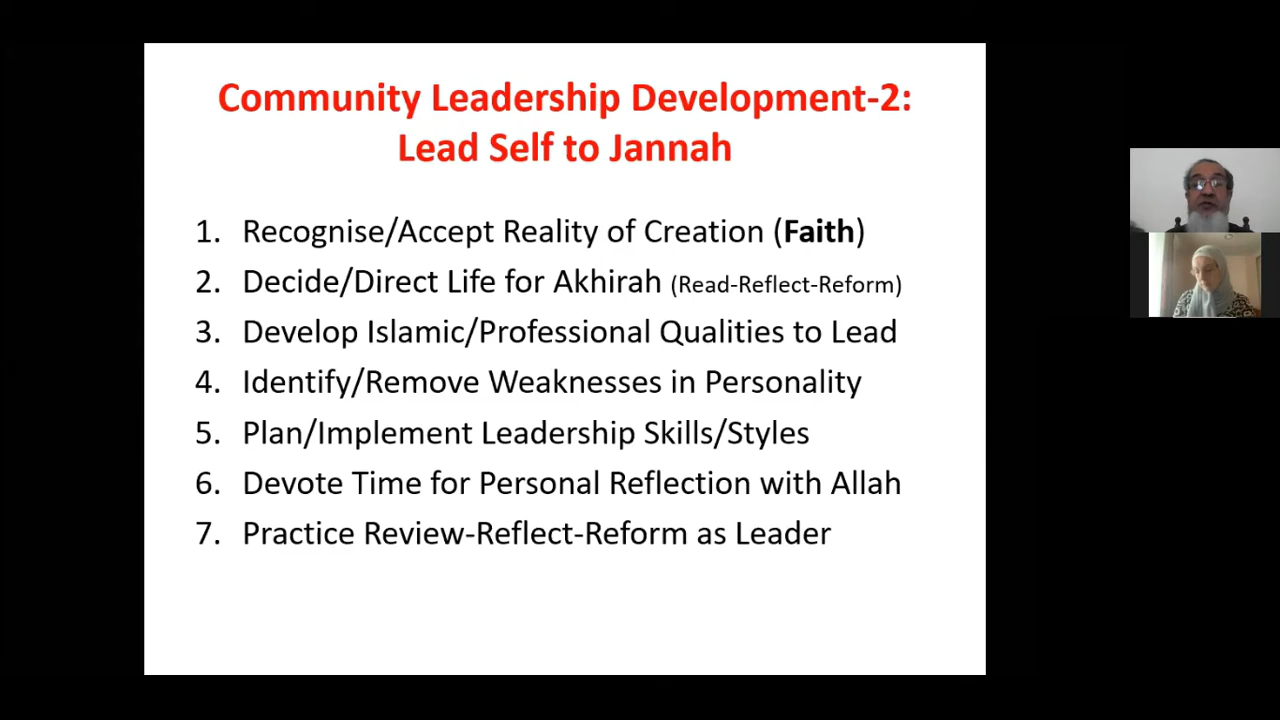 Community Leadership Development-2:
Lead Self to Jannah
1. Recognise/Accept Reality of Creation (Faith)
2. Decide/Direct Life for Akhirah (Read-Reflect-Reform)
3. Develop Islamic/Professional Qualities to Lead
4. Identify/Remove Weaknesses in Personality
5. Plan/Implement Leadership Skills/Styles
6. Devote Time for Personal Reflection with Allah
7. Practice Review-Reflect-Reform as Leader